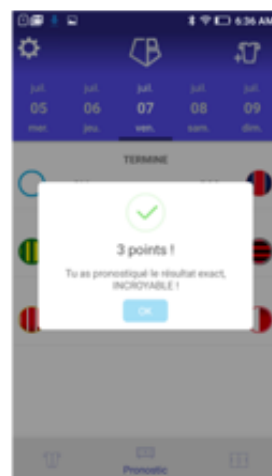 6:36 AM
juil. juil. juil. juil. juil.
05 06 07 08 09
mer. jeu. ven. sam. dim.
TERMINE
3 points !
Tu as pronostiqué le résultat exact,
INCROYABLE !
OK
Pronostic